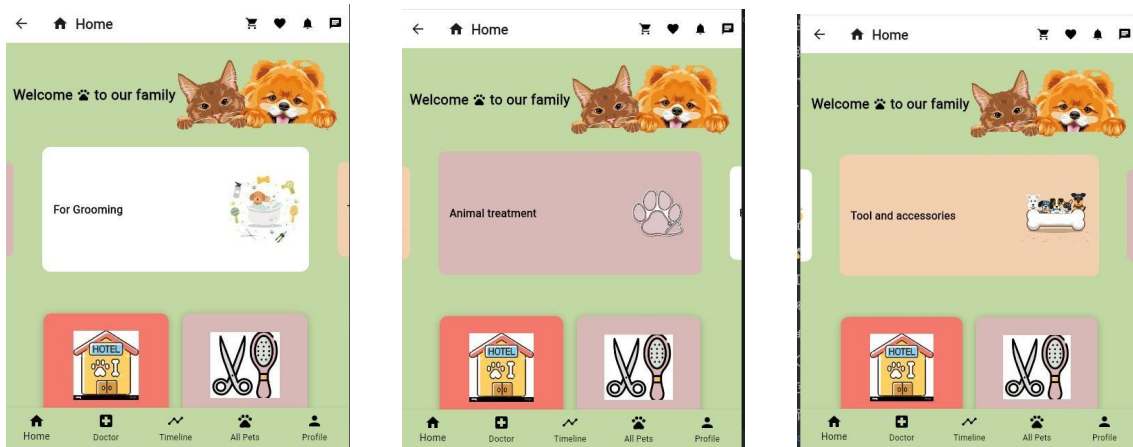 Home
Welcome to our family
For Grooming
HOTEL
Home Doctor Timeline All Pets Profile
Home
Welcome to our family
Animal treatment
HOTEL
Home Doctor Timeline All Pets Profile
Home
Welcome to our family
Tool and accessories
HOTEL
Home Doctor Timeline All Pets Profile